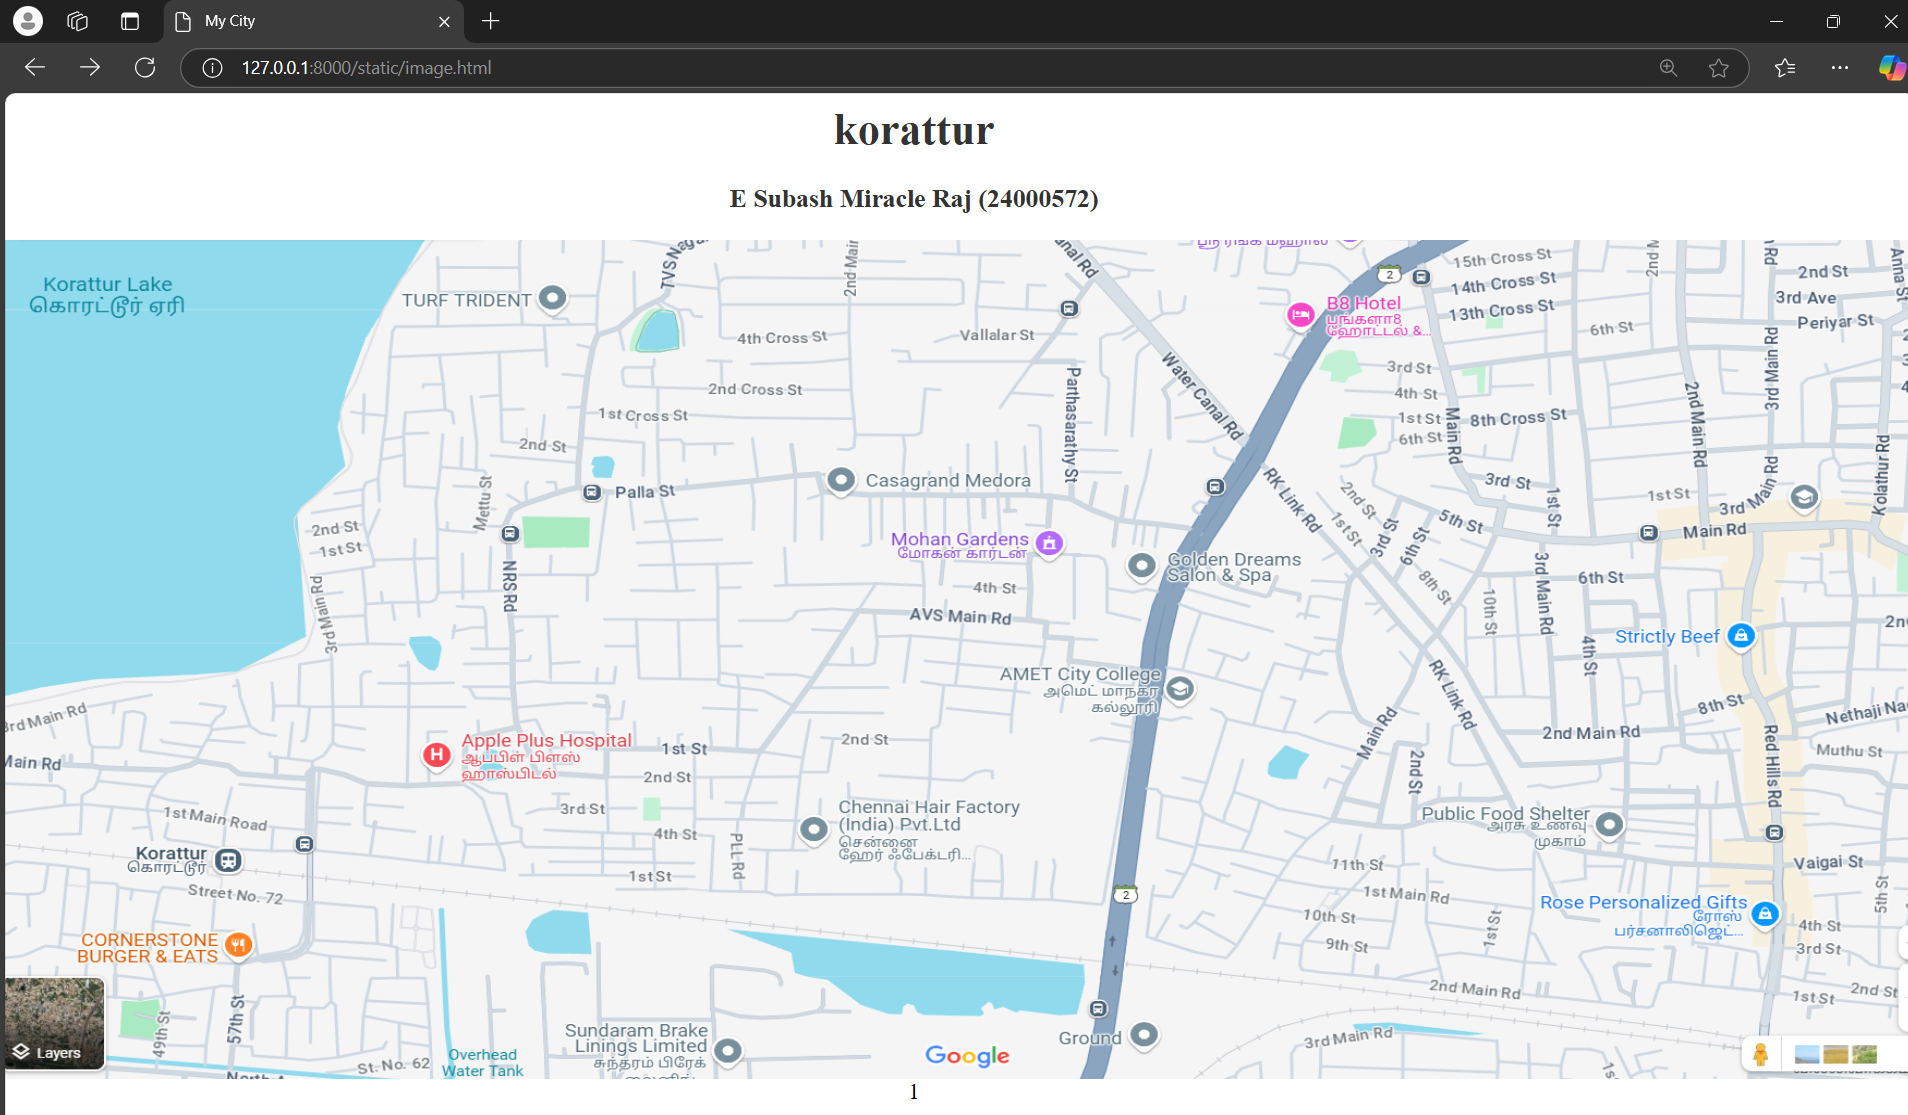 My City
127.0.0.1:8000/static/image.html
korattur
E Subash Miracle Raj (24000572)
Korattur Lake
கொரட்டூர் ஏரி
TURF TRIDENT
TVS Nagar
2nd Main
4th Cross St
2nd Cross St
1st Cross St
2nd St
Vallalar St
Parthasarathy St
Canal Rd
Water Canal Rd
ஸ்ரீ ரங்கா மஹால்
2
B8 Hotel
பங்களா8
ஹோட்டல் &...
15th Cross St
14th Cross St
13th Cross St
2nd M
6th St
3rd St
4th St
1st St
6th St
Main Rd
8th Cross St
2nd Main Rd
3rd Main Rd
2nd St
3rd Ave
Periyar St
Anna St
Kolathur Rd
Mettu St
Palla St
Casagrand Medora
Mohan Gardens
மோகன் கார்டன்
Golden Dreams
Salon & Spa
RK Link Rd
2nd St
1st St
3rd St
6th St
5th St
8th St
3rd St
1st St
1st St
3rd Main Rd
Main Rd
2nd St
1st St
3rd Main Rd
NRS Rd
4th St
AVS Main Rd
10th St
3rd Main Rd
6th St
4th St
Strictly Beef
AMET City College
அமெட் மாநகர
கல்லூரி
RK Link Rd
8th St
Nethaji Na
3rd Main Rd
Main Rd
Apple Plus Hospital
ஆப்பிள் பிளஸ்
ஹாஸ்பிடல்
1st St
2nd St
3rd St
4th St
1st St
PLL Rd
2nd St
Main Rd
2nd St
2nd Main Rd
Red Hills Rd
Muthu St
1st Main Road
Chennai Hair Factory
(India) Pvt.Ltd
சென்னை
ஹேர் ஃபேக்டரி...
Public Food Shelter
அரசு உணவு
முகாம்
Korattur
கொரட்டூர்
Street No. 72
2
11th St
1st Main Rd
10th St
9th St
1st St
Vaigai St
5th St
Rose Personalized Gifts
ரோஸ்
பர்சனாலிஜெட்...
4th St
3rd St
CORNERSTONE
BURGER & EATS
Layers
49th St
57th St
St. No. 62
Overhead
Water Tank
Sundaram Brake
Linings Limited
சுந்தரம் பிரேக்
Google
Ground
2nd Main Rd
3rd Main Rd
1st St
2nd St
1